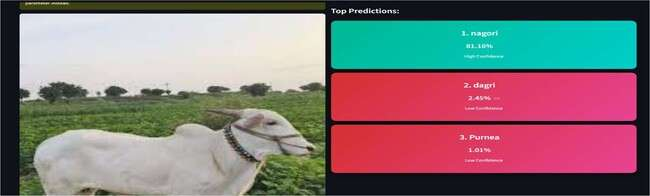 Top Predictions:
1. nagori
81.10%
High Confidence
2. dagri
2.45%
Low Confidence
3. Purnea
1.01%
Low Confidence